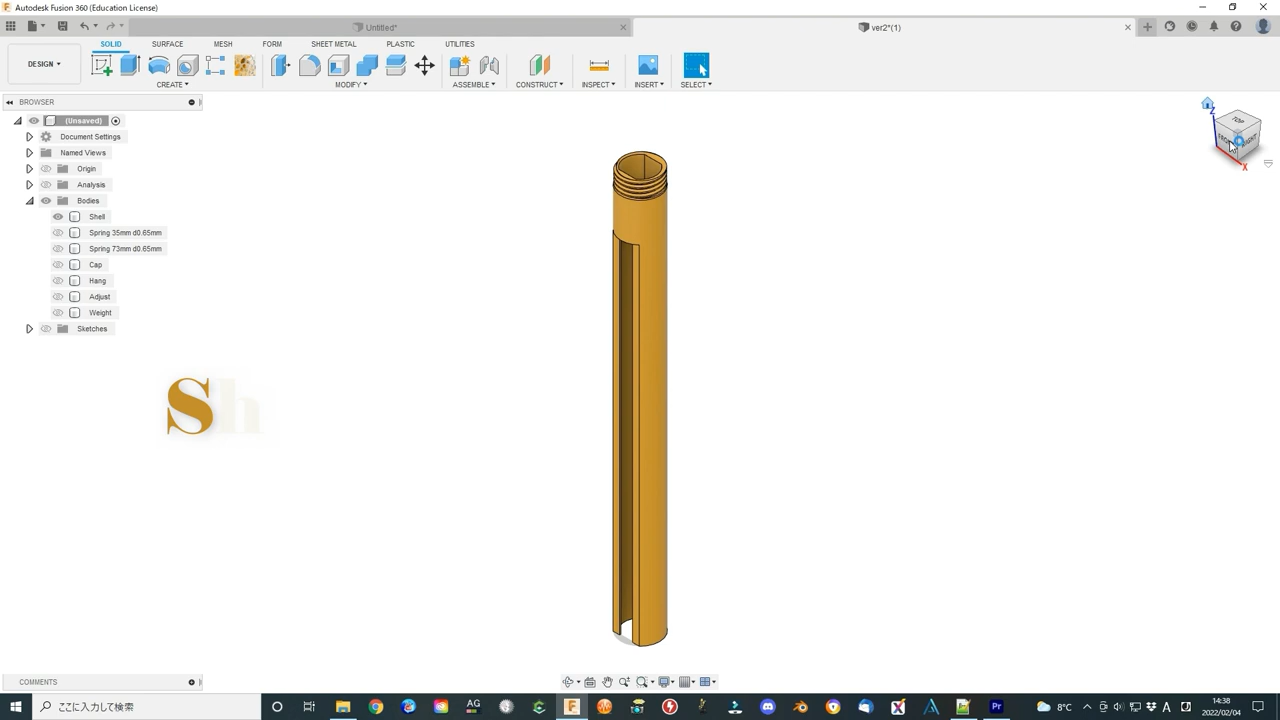 Autodesk Fusion 360 (Education License)
Untitled*
ver2*(1)
SOLID SURFACE MESH FORM SHEET METAL PLASTIC UTILITIES
DESIGN
CREATE MODIFY ASSEMBLE CONSTRUCT INSPECT INSERT SELECT
BROWSER
(Unsaved)
Document Settings
Named Views
Origin
Analysis
Bodies
Shell
Spring 35mm d0.65mm
Spring 73mm d0.65mm
Cap
Hang
Adjust
Weight
Sketches
TOP
Z
X
Sh
COMMENTS
ここに入力して検索
AG
8°C
A
14:38
2022/02/04